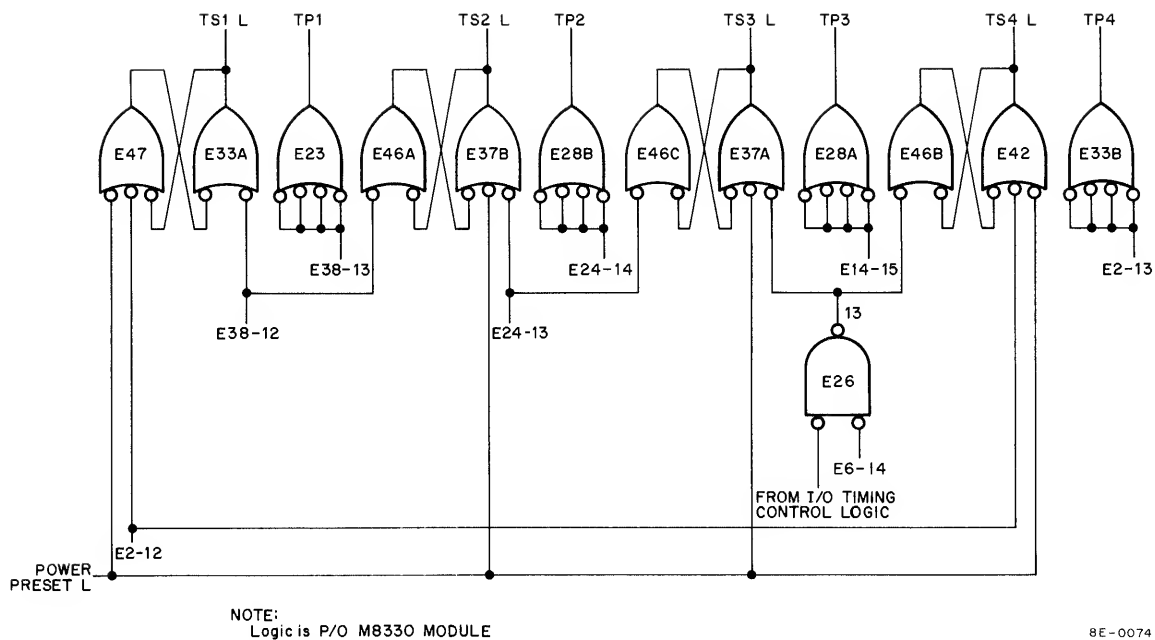 TS1 L
TP1
TS2 L
TP2
TS3 L
TP3
TS4 L
TP4
E47
E33A
E23
E46A
E37B
E28B
E46C
E37A
E28A
E46B
E42
E33B
E38-13
E24-14
E14-15
E2-13
E38-12
E24-13
13
E26
E6-14
FROM I/O TIMING
CONTROL LOGIC
E2-12
POWER
PRESET L
NOTE:
Logic is P/O M8330 MODULE
8E-0074